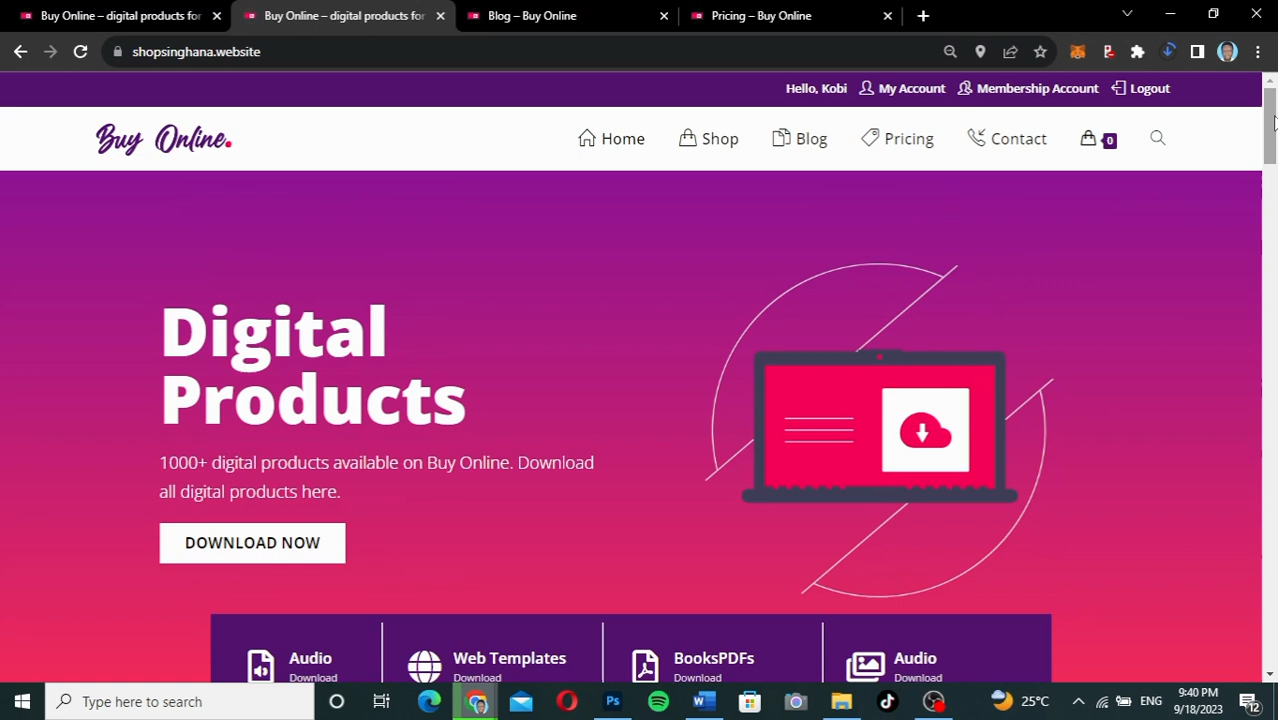 Buy Online – digital products for
Buy Online – digital products for
Blog – Buy Online
Pricing – Buy Online
shopsinghana.website
Hello, Kobi My Account Membership Account Logout
Buy Online.
Home Shop Blog Pricing Contact 0
Digital
Products
1000+ digital products available on Buy Online. Download
all digital products here.
DOWNLOAD NOW
Audio
Download
Web Templates
Download
BooksPDFs
Download
Audio
Download
Type here to search
25°C
ENG
9:40 PM
9/18/2023
12